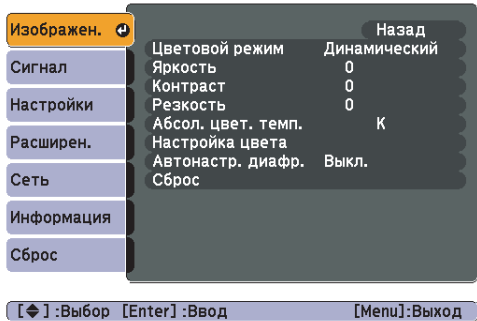 Изображен.
Сигнал
Настройки
Расширен.
Сеть
Информация
Сброс
Назад
Цветовой режим Динамический
Яркость 0
Контраст 0
Резкость 0
Абсол. цвет. темп. K
Настройка цвета
Автонастр. диафр. Выкл.
Сброс
[◆] :Выбор [Enter] :Ввод [Menu]:Выход